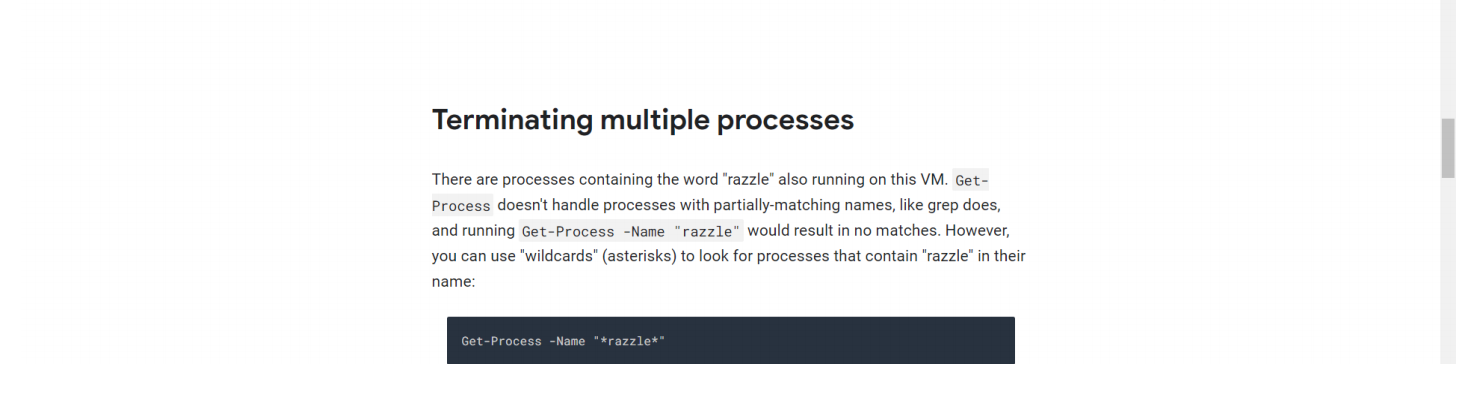 Terminating multiple processes
There are processes containing the word "razzle" also running on this VM. Get-
Process doesn't handle processes with partially-matching names, like grep does,
and running Get-Process -Name "razzle" would result in no matches. However,
you can use "wildcards" (asterisks) to look for processes that contain "razzle" in their
name:
Get-Process -Name "*razzle*"